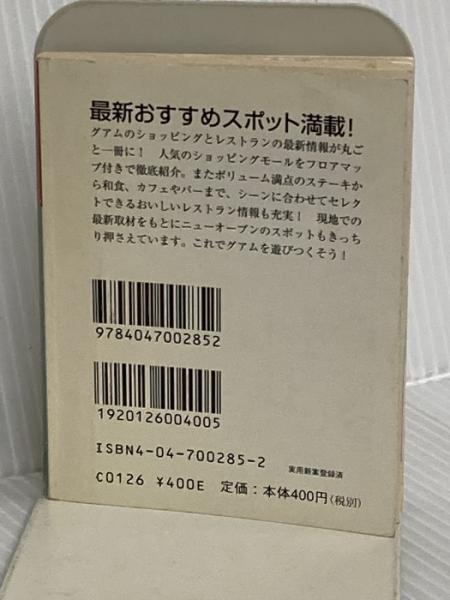 最新おすすめスポット満載!
グアムのショッピングとレストランの最新情報が丸ご
と一冊に! 人気のショッピングモールをフロアマッ
プ付きで徹底紹介。またボリューム満点のステーキか
ら和食、カフェやバーまで、シーンに合わせてセレク
トできるおいしいレストラン情報も充実! 現地での
最新取材をもとにニューオープンのスポットもきっち
り押さえています。これでグアムを遊びつくそう!
9784047002852
1920126004005
ISBN4-04-700285-2
実用新案登録済
C0126 ¥400E 定価:本体400円(税別)